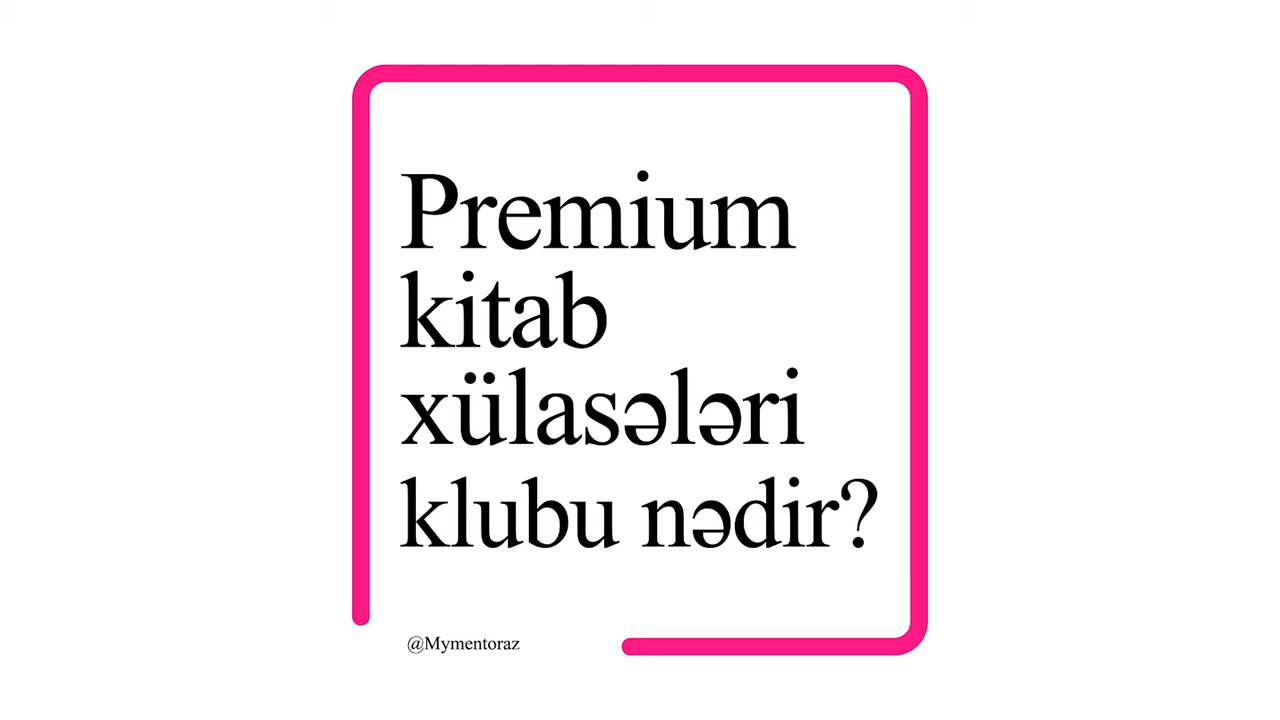 Premium
kitab
xülasələri
klubu nədir?
@Mymentoraz